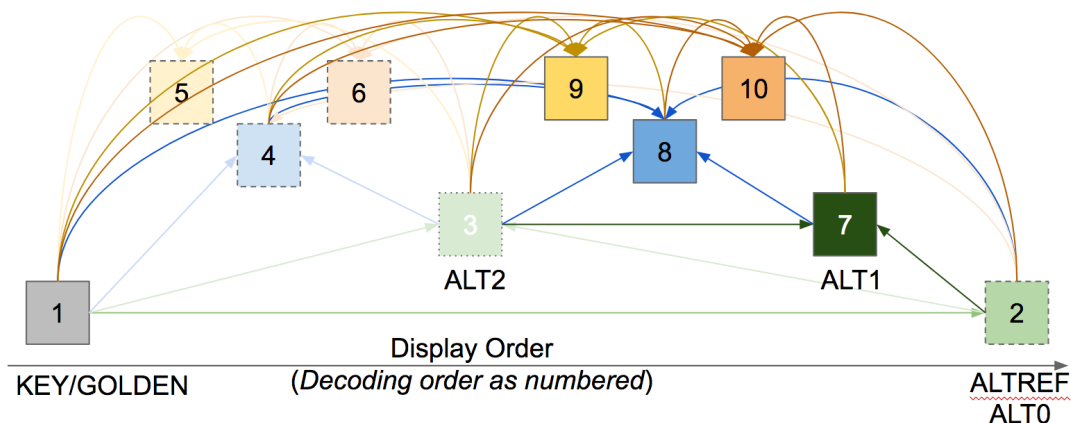 5
6
9
10
4
8
3
7
ALT2
ALT1
1
2
Display Order
(Decoding order as numbered)
KEY/GOLDEN
ALTREF
ALT0